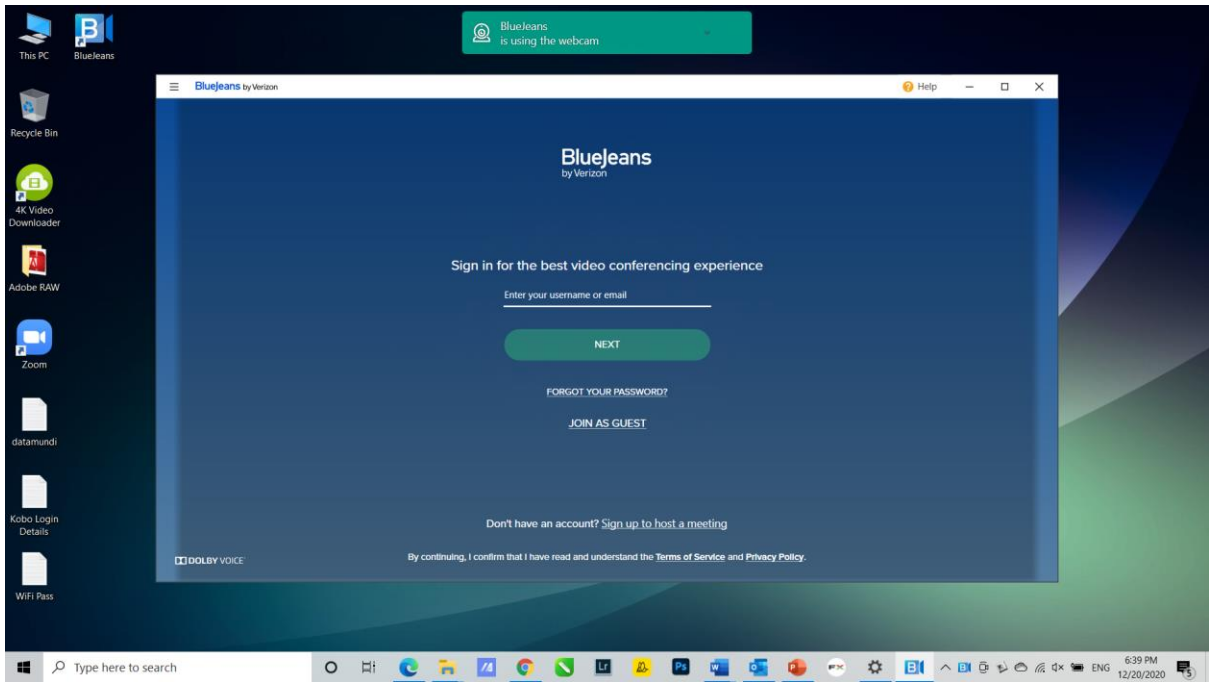 BlueJeans
is using the webcam
This PC
BlueJeans
BlueJeans by Verizon
Help
Recycle Bin
4K Video
Downloader
Adobe RAW
Zoom
datamundi
Kobo Login
Details
WiFi Pass
BlueJeans
by Verizon
Sign in for the best video conferencing experience
Enter your username or email
NEXT
FORGOT YOUR PASSWORD?
JOIN AS GUEST
Don't have an account? Sign up to host a meeting
By continuing, I confirm that I have read and understand the Terms of Service and Privacy Policy.
DOLBY VOICE
Type here to search
Lr
Ps
ENG
6:39 PM
12/20/2020
5